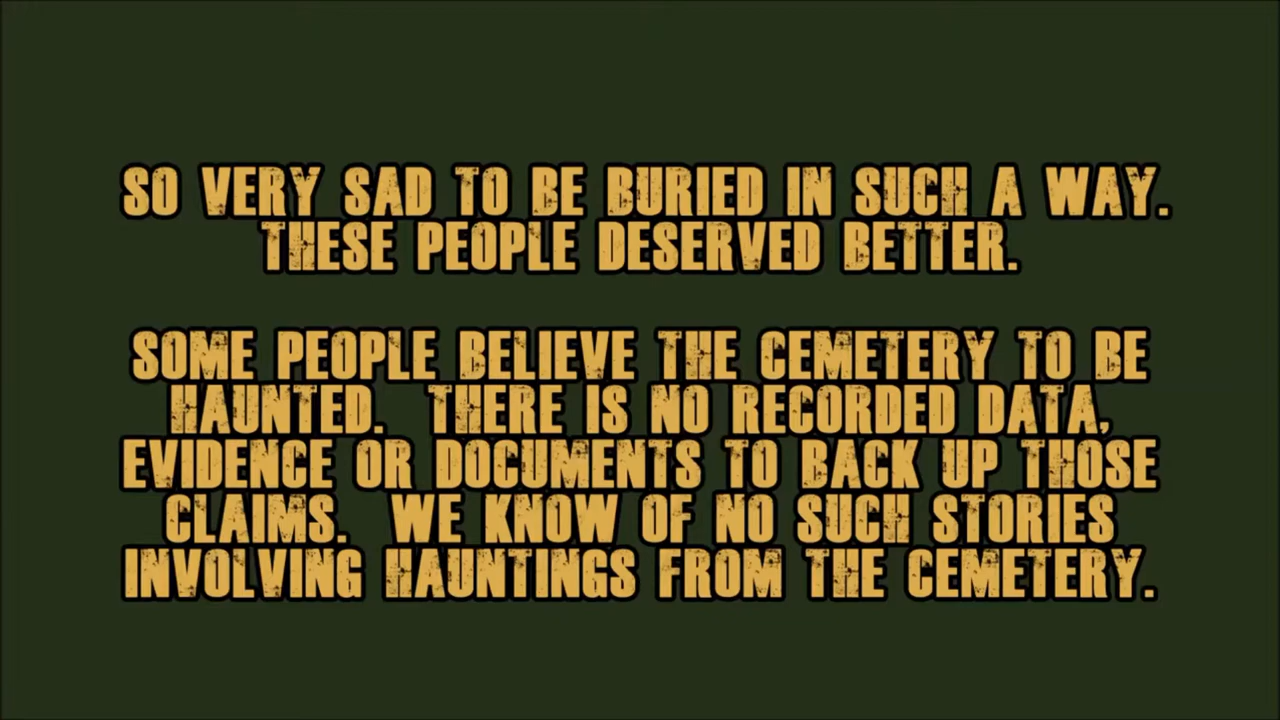 SO VERY SAD TO BE BURIED IN SUCH A WAY.
THESE PEOPLE DESERVED BETTER.
SOME PEOPLE BELIEVE THE CEMETERY TO BE
HAUNTED. THERE IS NO RECORDED DATA,
EVIDENCE OR DOCUMENTS TO BACK UP THOSE
CLAIMS. WE KNOW OF NO SUCH STORIES
INVOLVING HAUNTINGS FROM THE CEMETERY.